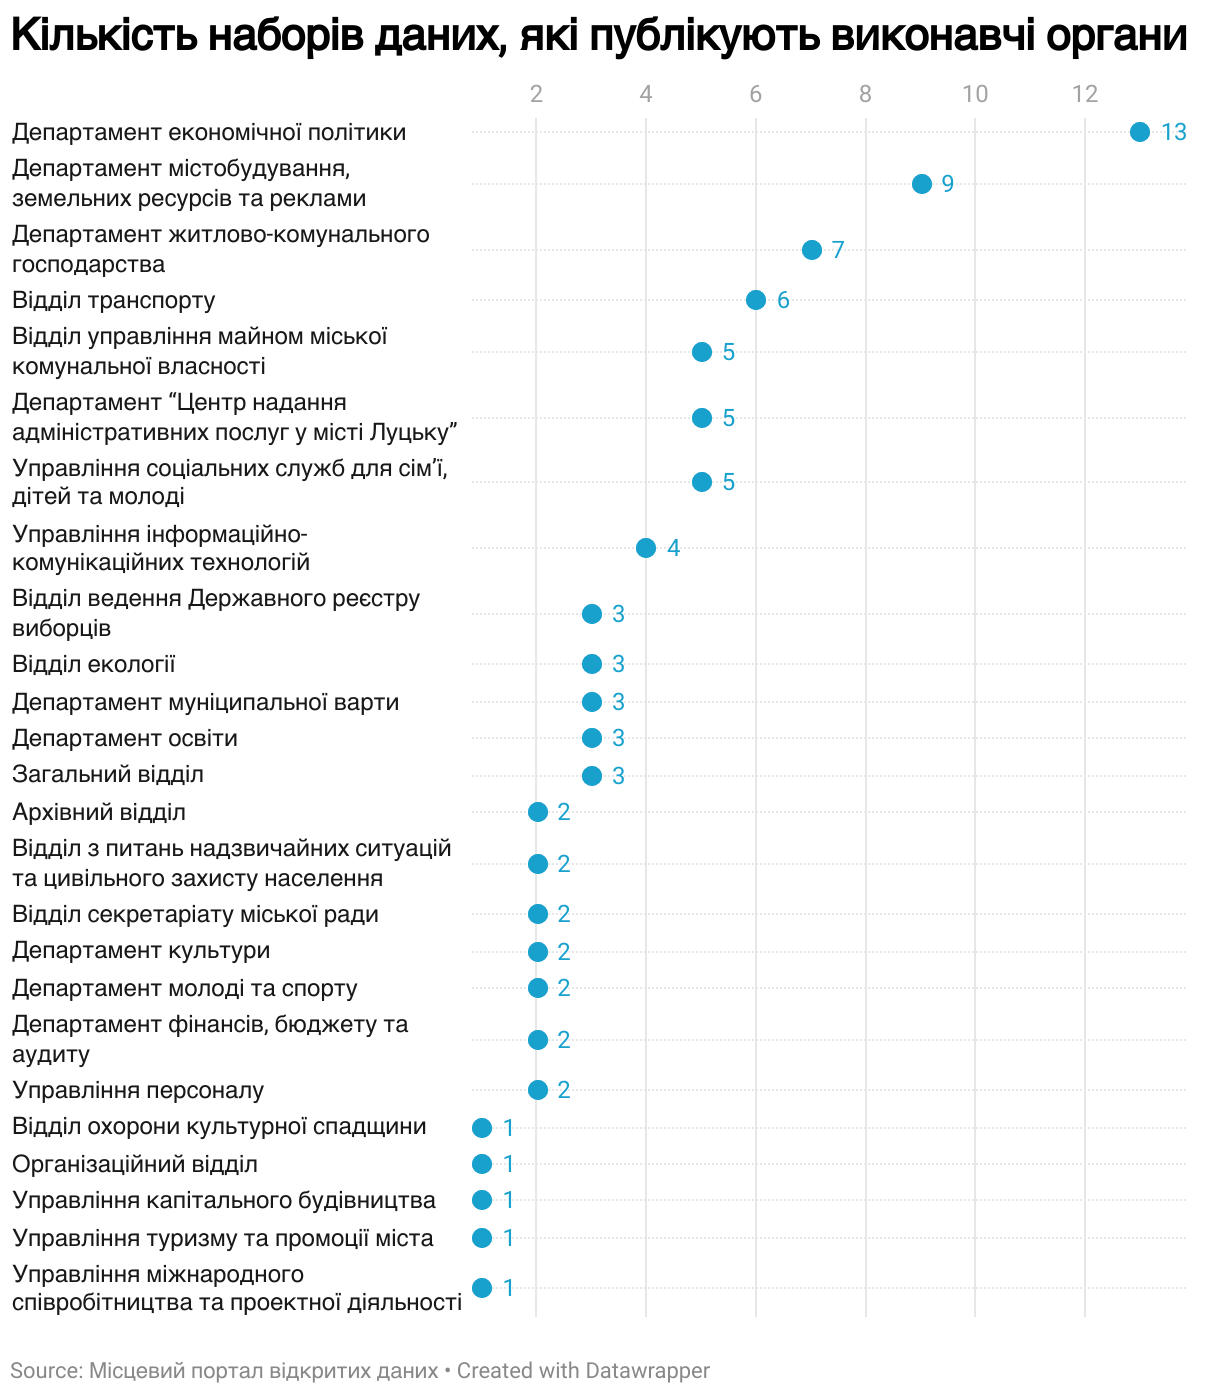 Кількість наборів даних, які публікують виконавчі органи
2 4 6 8 10 12
Департамент економічної політики 13
Департамент містобудування,
земельних ресурсів та реклами 9
Департамент житлово-комунального
господарства 7
Відділ транспорту 6
Відділ управління майном міської
комунальної власності 5
Департамент “Центр надання
адміністративних послуг у місті Луцьку” 5
Управління соціальних служб для сім’ї,
дітей та молоді 5
Управління інформаційно-
комунікаційних технологій 4
Відділ ведення Державного реєстру
виборців 3
Відділ екології 3
Департамент муніципальної варти 3
Департамент освіти 3
Загальний відділ 3
Архівний відділ 2
Відділ з питань надзвичайних ситуацій
та цивільного захисту населення 2
Відділ секретаріату міської ради 2
Департамент культури 2
Департамент молоді та спорту 2
Департамент фінансів, бюджету та
аудиту 2
Управління персоналу 2
Відділ охорони культурної спадщини 1
Організаційний відділ 1
Управління капітального будівництва 1
Управління туризму та промоції міста 1
Управління міжнародного
співробітництва та проектної діяльності 1
Source: Місцевий портал відкритих даних • Created with Datawrapper